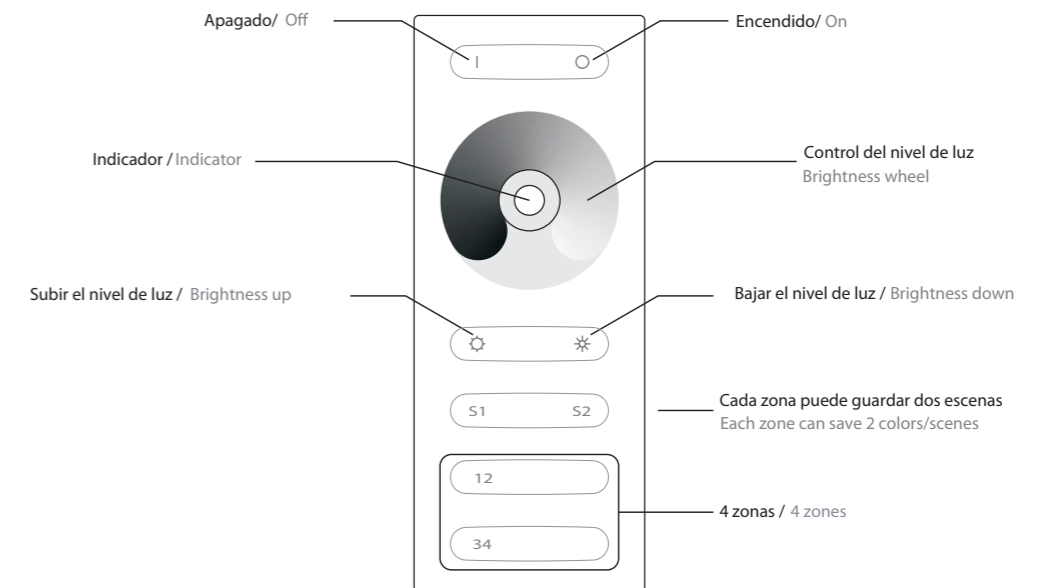 Apagado/ Off
Encendido/ On
I O
Indicador / Indicator
Control del nivel de luz
Brightness wheel
Subir el nivel de luz / Brightness up
Bajar el nivel de luz / Brightness down
S1 S2
Cada zona puede guardar dos escenas
Each zone can save 2 colors/scenes
12
4 zonas / 4 zones
34